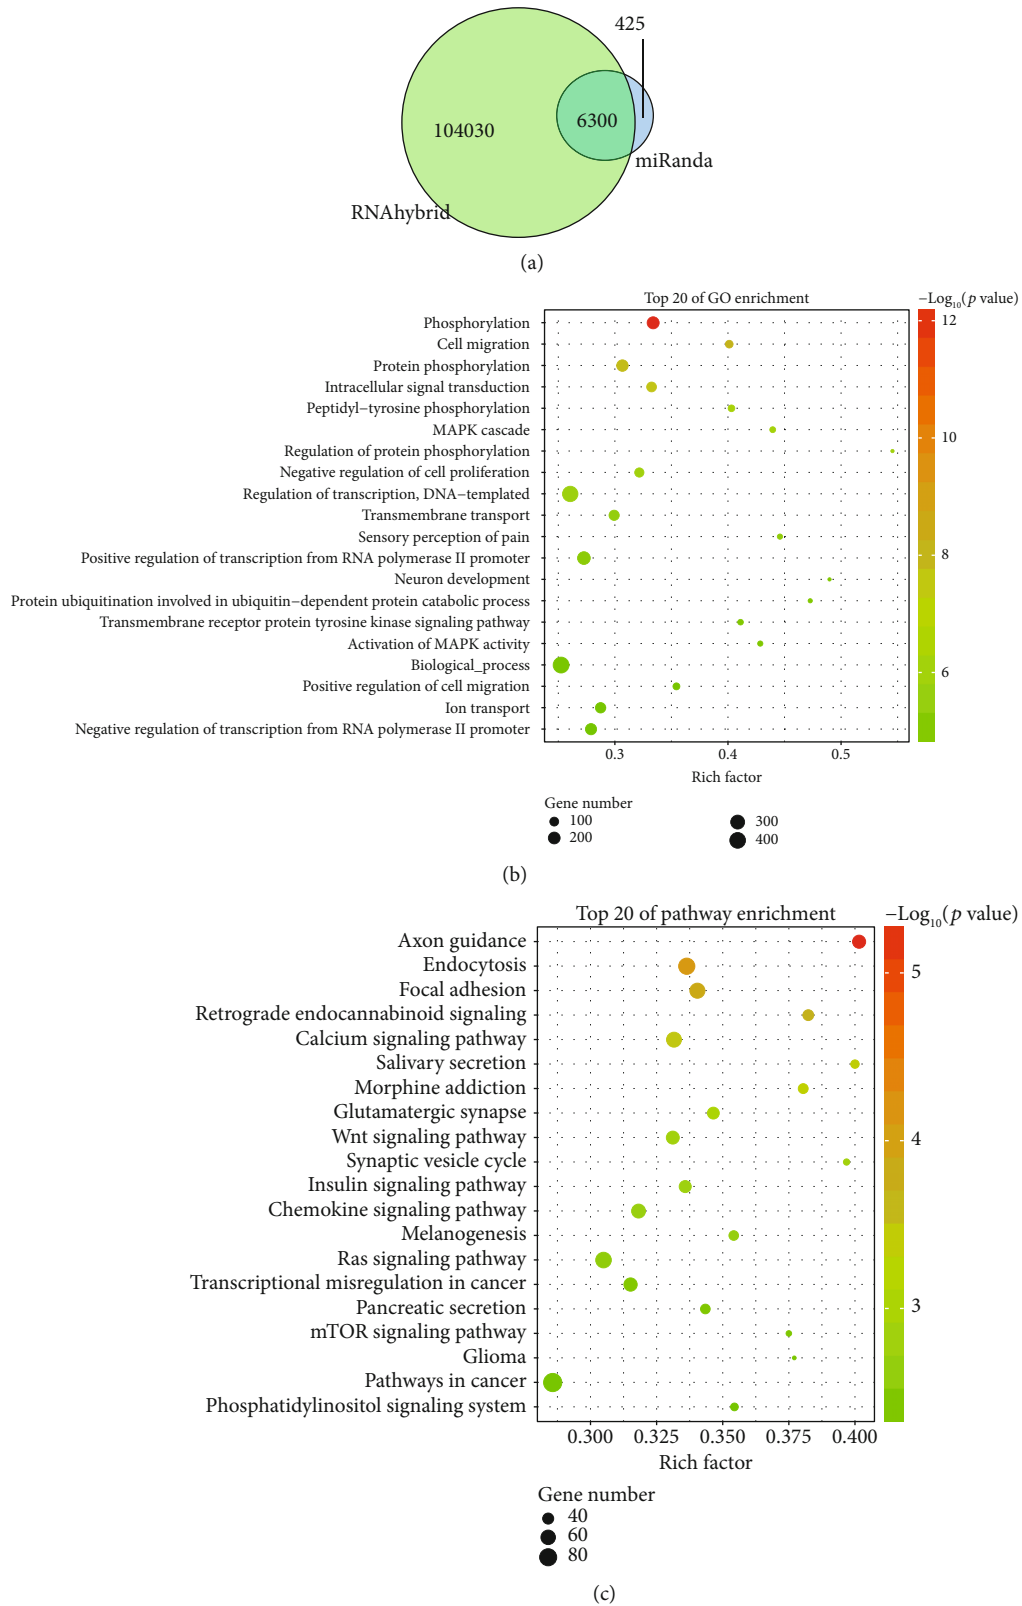 425
104030
6300
miRanda
RNAhybrid
(a)
Top 20 of GO enrichment
−Log10(p value)
Phosphorylation
Cell migration
Protein phosphorylation
Intracellular signal transduction
Peptidyl−tyrosine phosphorylation
MAPK cascade
Regulation of protein phosphorylation
Negative regulation of cell proliferation
Regulation of transcription, DNA−templated
Transmembrane transport
Sensory perception of pain
Positive regulation of transcription from RNA polymerase II promoter
Neuron development
Protein ubiquitination involved in ubiquitin−dependent protein catabolic process
Transmembrane receptor protein tyrosine kinase signaling pathway
Activation of MAPK activity
Biological_process
Positive regulation of cell migration
Ion transport
Negative regulation of transcription from RNA polymerase II promoter
12
10
8
6
0.3 0.4 0.5
Rich factor
Gene number
100 300
200 400
(b)
Top 20 of pathway enrichment
−Log10(p value)
Axon guidance
Endocytosis
Focal adhesion
Retrograde endocannabinoid signaling
Calcium signaling pathway
Salivary secretion
Morphine addiction
Glutamatergic synapse
Wnt signaling pathway
Synaptic vesicle cycle
Insulin signaling pathway
Chemokine signaling pathway
Melanogenesis
Ras signaling pathway
Transcriptional misregulation in cancer
Pancreatic secretion
mTOR signaling pathway
Glioma
Pathways in cancer
Phosphatidylinositol signaling system
5
4
3
0.300 0.325 0.350 0.375 0.400
Rich factor
Gene number
40
60
80
(c)